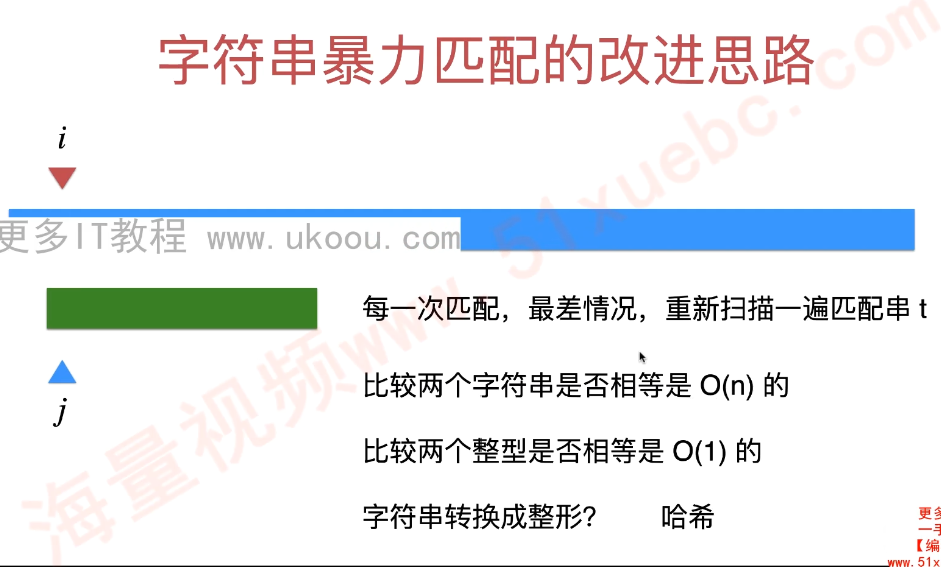 字符串暴力匹配的改进思路
i
更多IT教程 www.ukoou.com
每一次匹配，最差情况，重新扫描一遍匹配串 t
j
比较两个字符串是否相等是 O(n) 的
比较两个整型是否相等是 O(1) 的
字符串转换成整形？ 哈希
海量视频www.51xuebc.com
更多
一手
【编
www.51x